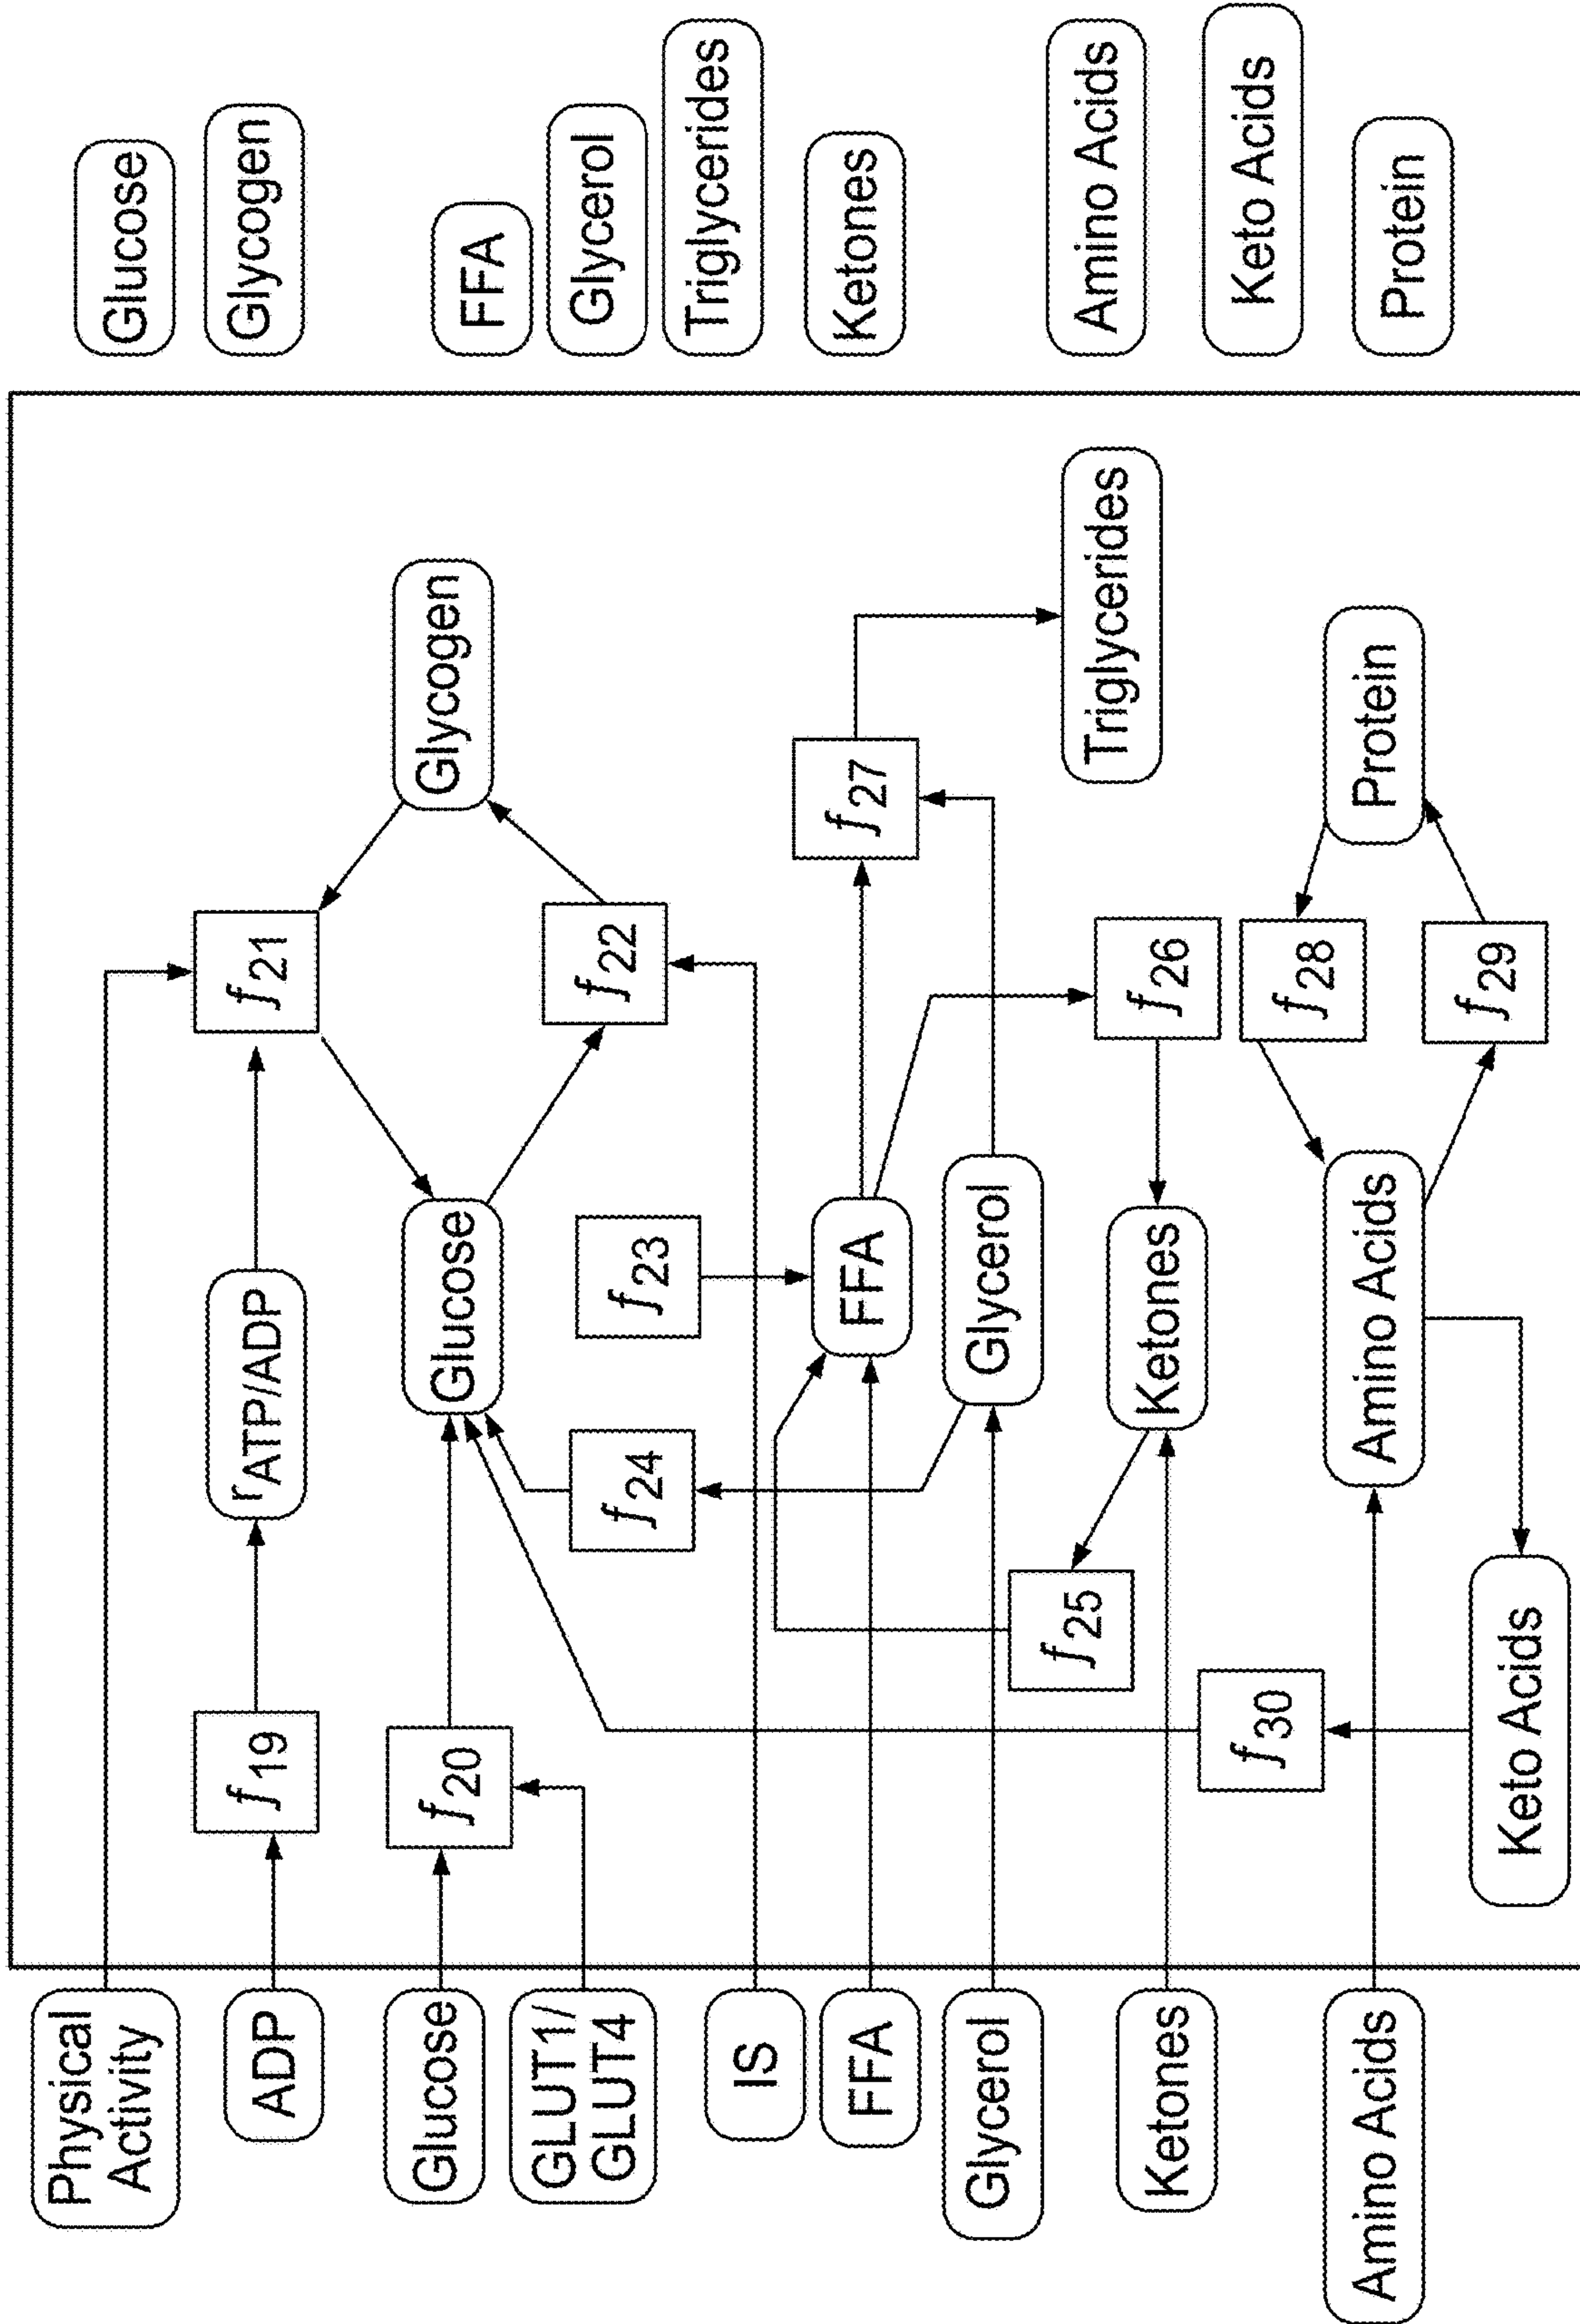 Physical
Activity
ADP
Glucose
GLUT1/
GLUT4
IS
FFA
Glycerol
Ketones
Amino Acids
f19
rATP/ADP
f21
f20
Glucose
Glycogen
f22
f24
f23
FFA
f27
Glycerol
Triglycerides
f25
Ketones
f26
f30
f28
Amino Acids
Protein
f29
Keto Acids
Glucose
Glycogen
FFA
Glycerol
Triglycerides
Ketones
Amino Acids
Keto Acids
Protein